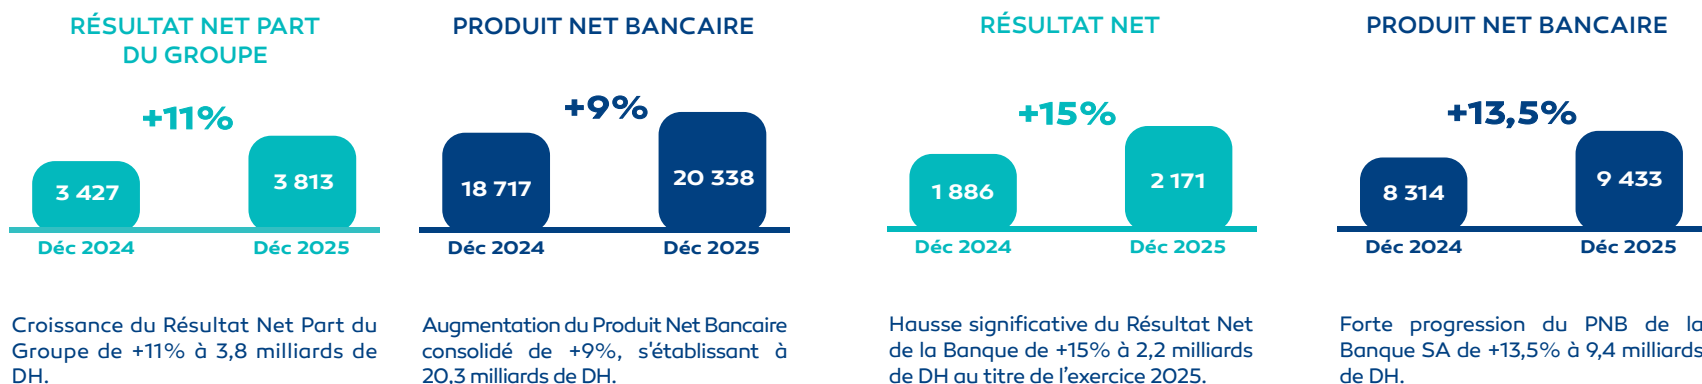 RÉSULTAT NET PART
DU GROUPE
+11%
3 427
3 813
Déc 2024
Déc 2025
Croissance du Résultat Net Part du
Groupe de +11% à 3,8 milliards de
DH.
PRODUIT NET BANCAIRE
+9%
18 717
20 338
Déc 2024
Déc 2025
Augmentation du Produit Net Bancaire
consolidé de +9%, s'établissant à
20,3 milliards de DH.
RÉSULTAT NET
+15%
1 886
2 171
Déc 2024
Déc 2025
Hausse significative du Résultat Net
de la Banque de +15% à 2,2 milliards
de DH au titre de l’exercice 2025.
PRODUIT NET BANCAIRE
+13,5%
8 314
9 433
Déc 2024
Déc 2025
Forte progression du PNB de la
Banque SA de +13,5% à 9,4 milliards
de DH.